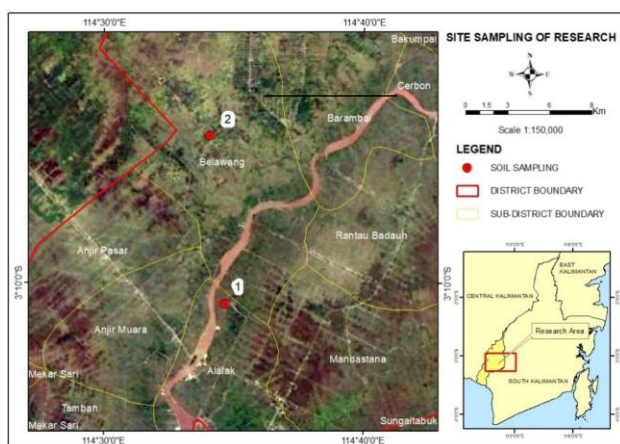 114°30'0"E
114°40'0"E
Bakumpai
Cerbon
Barambai
2
Belawang
Rantau Badauh
Anjir Pasar
3°10'0"S
1
Anjir Muara
Mandastana
Mekar Sari
Alalak
Tamban
Mekar Sari
Sungaitabuk
114°30'0"E
114°40'0"E
SITE SAMPLING OF RESEARCH
N
W
E
S
0 1.5 3 6 9
Km
Scale 1:150,000
LEGEND
SOIL SAMPLING
DISTRICT BOUNDARY
SUB-DISTRICT BOUNDARY
EAST
KALIMANTAN
CENTRAL KALIMANTAN
Research Area
SOUTH KALIMANTAN